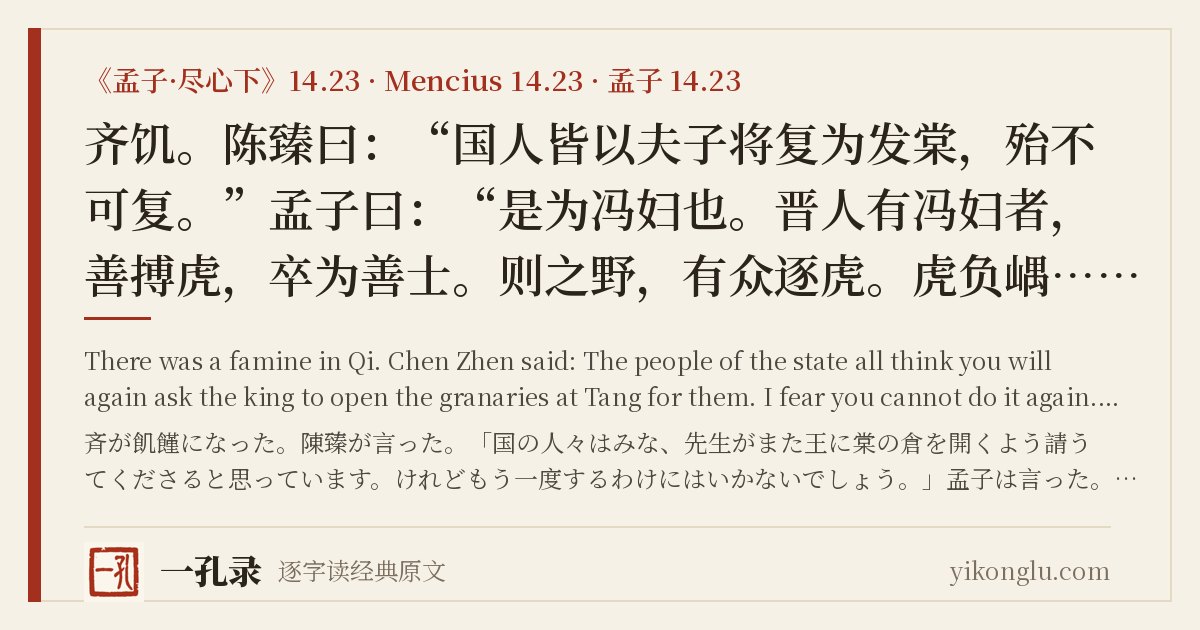 《孟子·尽心下》14.23 · Mencius 14.23 · 孟子 14.23
齐饥。陈臻曰：“国人皆以夫子将复为发棠，殆不
可复。”孟子曰：“是为冯妇也。晋人有冯妇者，
善搏虎，卒为善士。则之野，有众逐虎。虎负嵎……
There was a famine in Qi. Chen Zhen said: The people of the state all think you will
again ask the king to open the granaries at Tang for them. I fear you cannot do it again....
斉が飢饉になった。陳臻が言った。「国の人々はみな、先生がまた王に棠の倉を開くよう請う
てくださると思っています。けれどもう一度するわけにはいかないでしょう。」孟子は言った。…
一孔
一孔录 逐字读经典原文 yikonglu.com